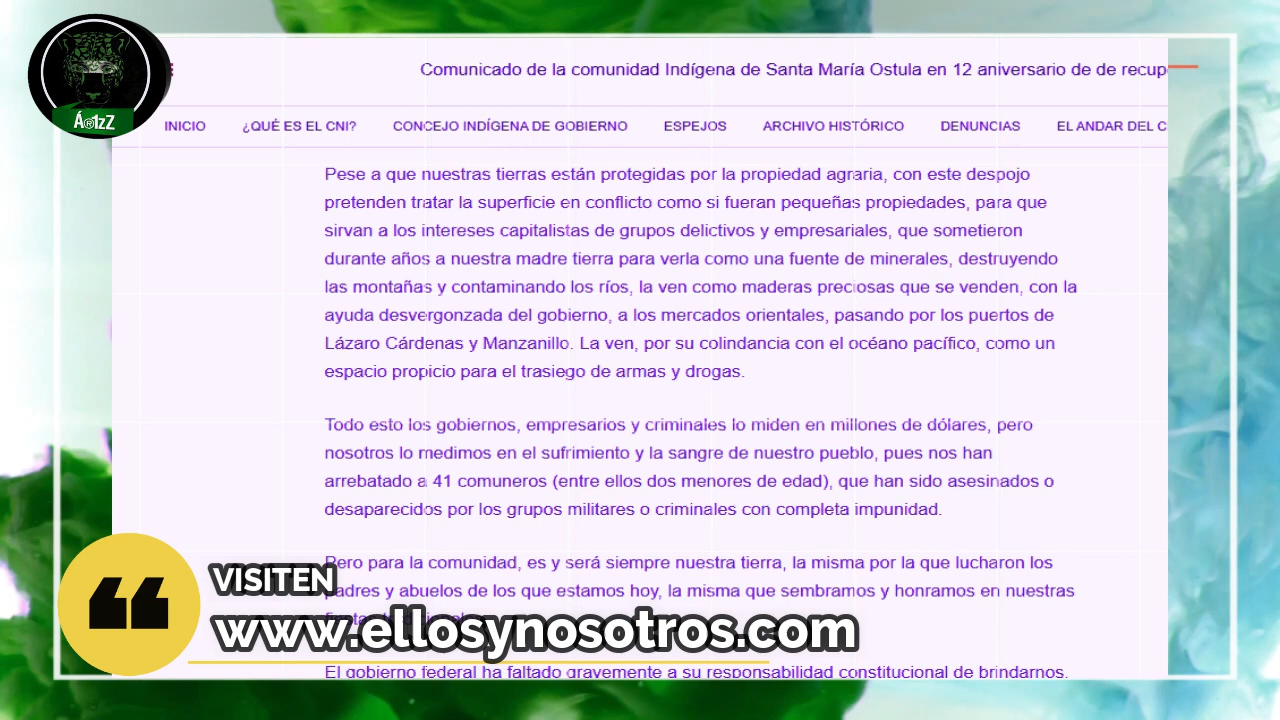 Á®1zZ
Comunicado de la comunidad Indígena de Santa María Ostula en 12 aniversario de de recup
INICIO ¿QUÉ ES EL CNI? CONCEJO INDÍGENA DE GOBIERNO ESPEJOS ARCHIVO HISTÓRICO DENUNCIAS EL ANDAR DEL C
Pese a que nuestras tierras están protegidas por la propiedad agraria, con este despojo
pretenden tratar la superficie en conflicto como si fueran pequeñas propiedades, para que
sirvan a los intereses capitalistas de grupos delictivos y empresariales, que sometieron
durante años a nuestra madre tierra para verla como una fuente de minerales, destruyendo
las montañas y contaminando los ríos, la ven como maderas preciosas que se venden, con la
ayuda desvergonzada del gobierno, a los mercados orientales, pasando por los puertos de
Lázaro Cárdenas y Manzanillo. La ven, por su colindancia con el océano pacífico, como un
espacio propicio para el trasiego de armas y drogas.
Todo esto los gobiernos, empresarios y criminales lo miden en millones de dólares, pero
nosotros lo medimos en el sufrimiento y la sangre de nuestro pueblo, pues nos han
arrebatado a 41 comuneros (entre ellos dos menores de edad), que han sido asesinados o
desaparecidos por los grupos militares o criminales con completa impunidad.
Pero para la comunidad, es y será siempre nuestra tierra, la misma por la que lucharon los
padres y abuelos de los que estamos hoy, la misma que sembramos y honramos en nuestras
VISITEN
www.ellosynosotros.com
El gobierno federal ha faltado gravemente a su responsabilidad constitucional de brindarnos.